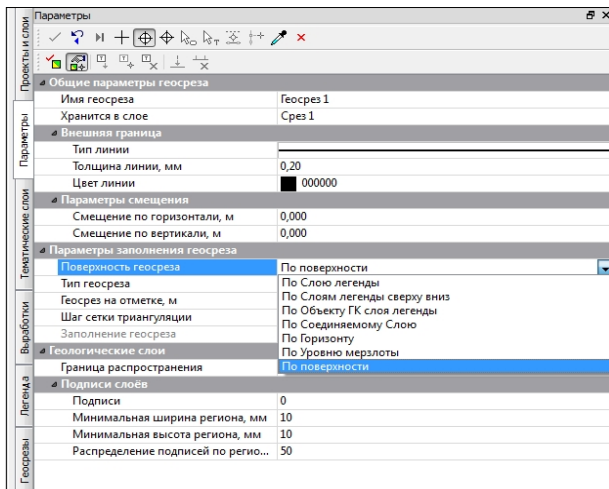 Параметры
Общие параметры геосреза
Имя геосреза Геосрез 1
Хранится в слое Срез 1
Внешняя граница
Тип линии
Толщина линии, мм 0,20
Цвет линии 000000
Параметры смещения
Смещение по горизонтали, м 0,000
Смещение по вертикали, м 0,000
Параметры заполнения геосреза
Поверхность геосреза По поверхности
Тип геосреза По Слою легенды
Геосрез на отметке, м По Слоям легенды сверху вниз
Шаг сетки триангуляции По Объекту ГК слоя легенды
Заполнение геосреза По Соединяемому Слою
По Горизонту
Геологические слои По Уровню мерзлоты
Граница распространения По поверхности
Подписи слоёв
Подписи 0
Минимальная ширина региона, мм 10
Минимальная высота региона, мм 10
Распределение подписей по регио... 50
Проекты и слои
Параметры
Тематические слои
Выработки
Легенда
Геосрезы